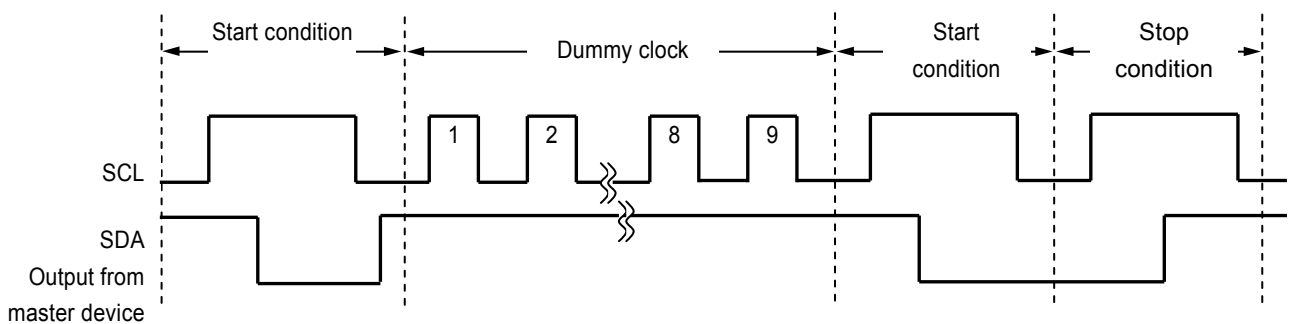 Start condition
Dummy clock
Start
condition
Stop
condition
SCL
1
2
8
9
SDA
Output from
master device